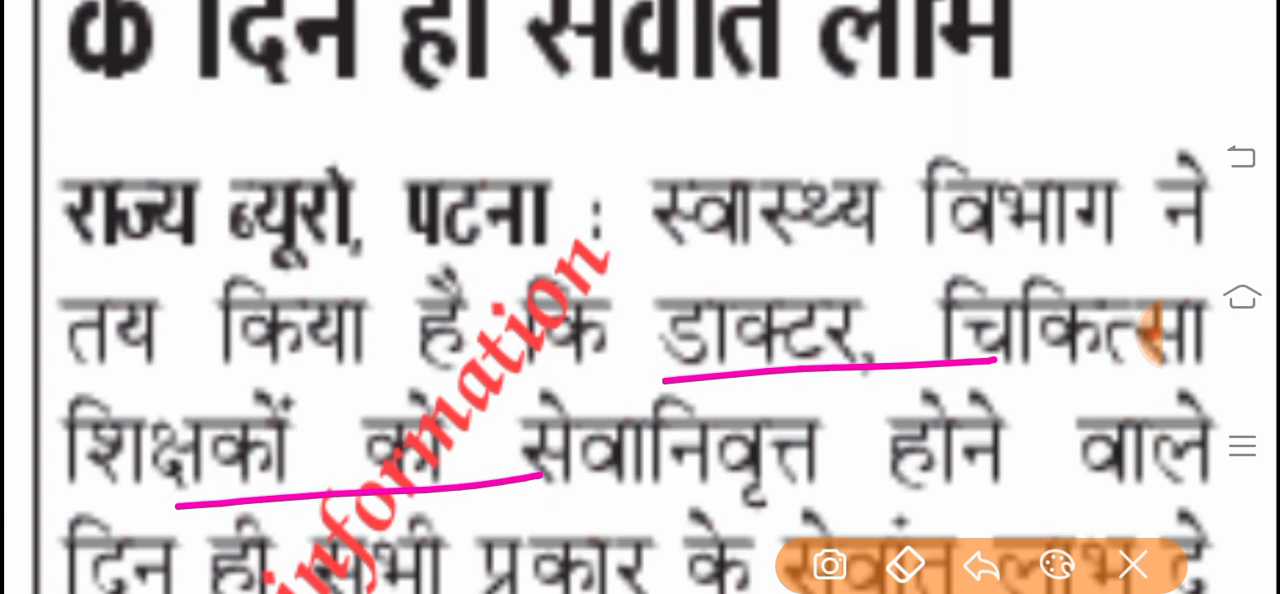 के दिन ही सेवांत लाभ
राज्य ब्यूरो, पटना : स्वास्थ्य विभाग ने
तय किया है कि डाक्टर, चिकित्सा
शिक्षकों को सेवानिवृत्त होने वाले
दिन ही सभी प्रकार के सेवांत लाभ दे
information